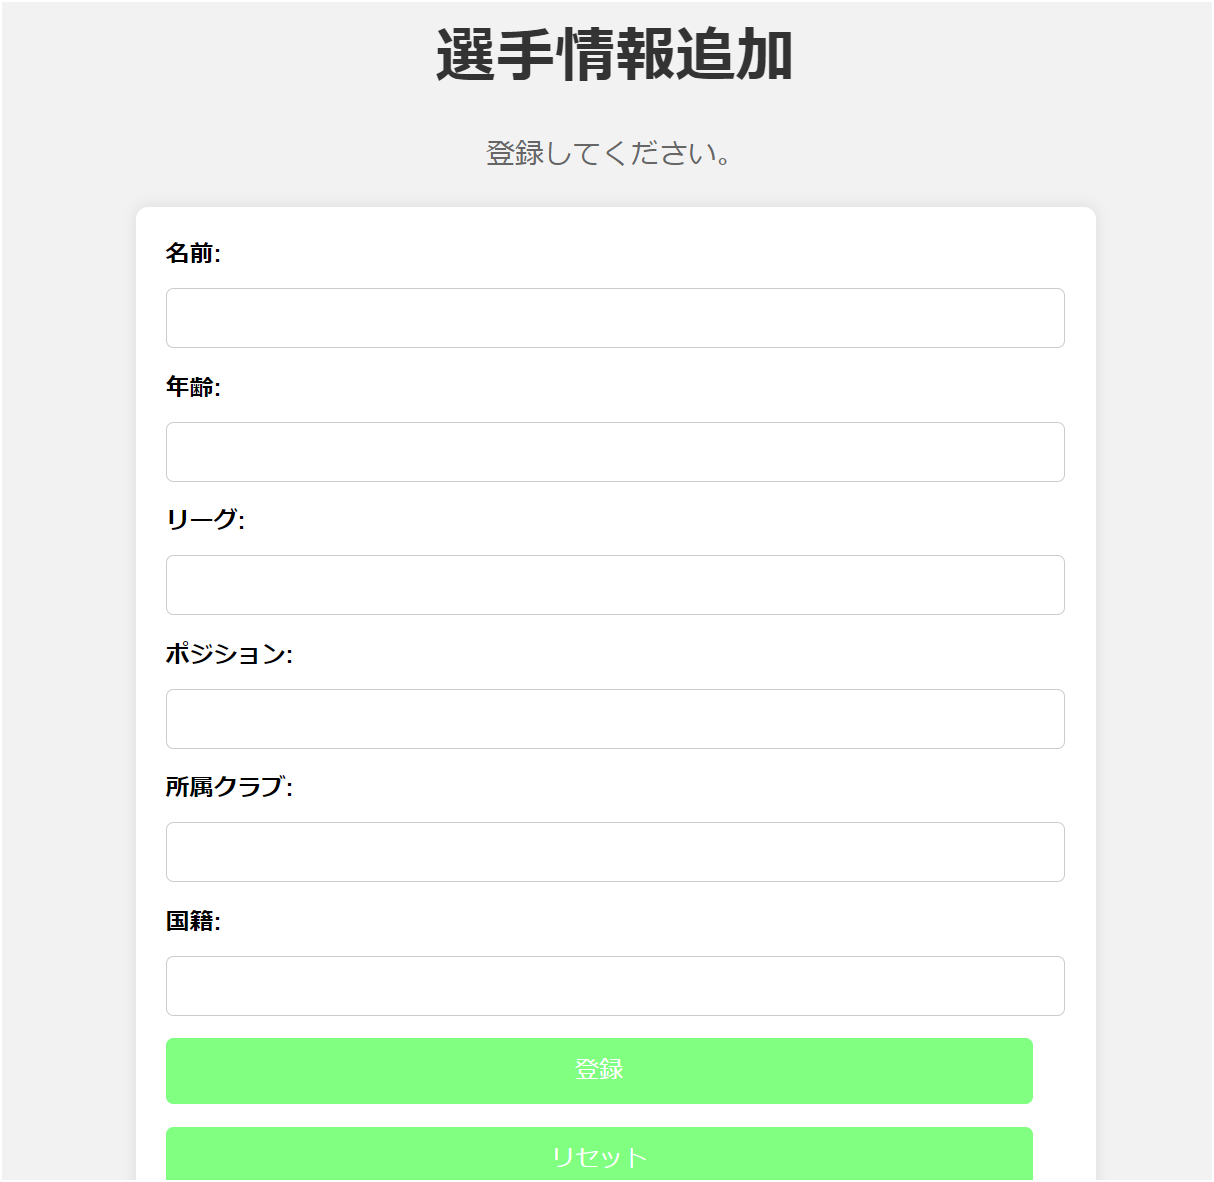 選手情報追加
登録してください。
名前:
年齢:
リーグ:
ポジション:
所属クラブ:
国籍:
登録
リセット